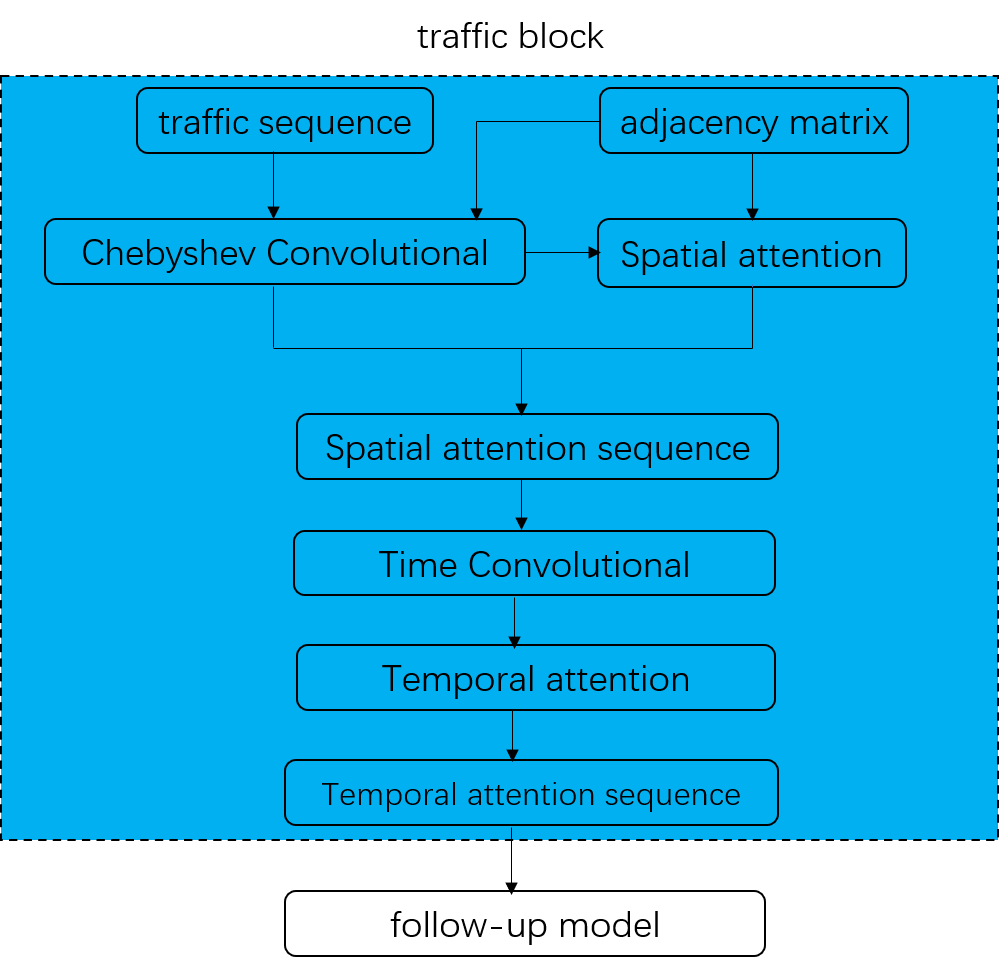 traffic block
traffic sequence
adjacency matrix
Chebyshev Convolutional
Spatial attention
Spatial attention sequence
Time Convolutional
Temporal attention
Temporal attention sequence
follow-up model